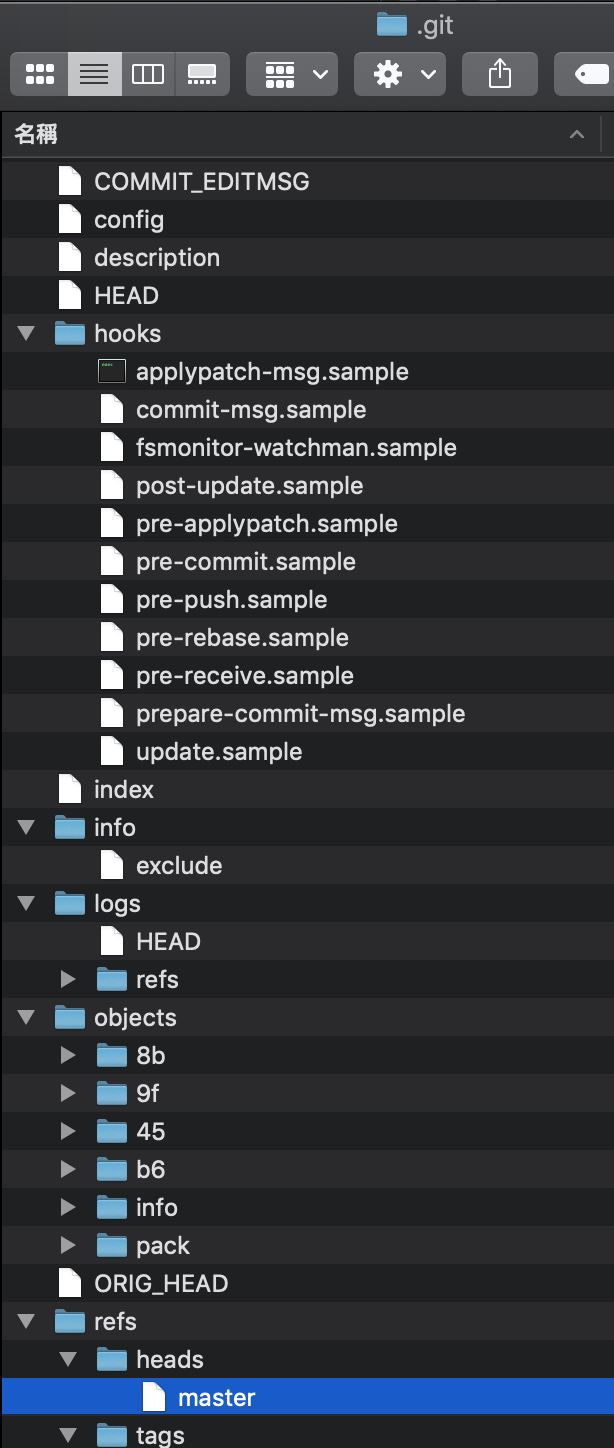 .git
名稱
COMMIT_EDITMSG
config
description
HEAD
hooks
applypatch-msg.sample
commit-msg.sample
fsmonitor-watchman.sample
post-update.sample
pre-applypatch.sample
pre-commit.sample
pre-push.sample
pre-rebase.sample
pre-receive.sample
prepare-commit-msg.sample
update.sample
index
info
exclude
logs
HEAD
refs
objects
8b
9f
45
b6
info
pack
ORIG_HEAD
refs
heads
master
tags